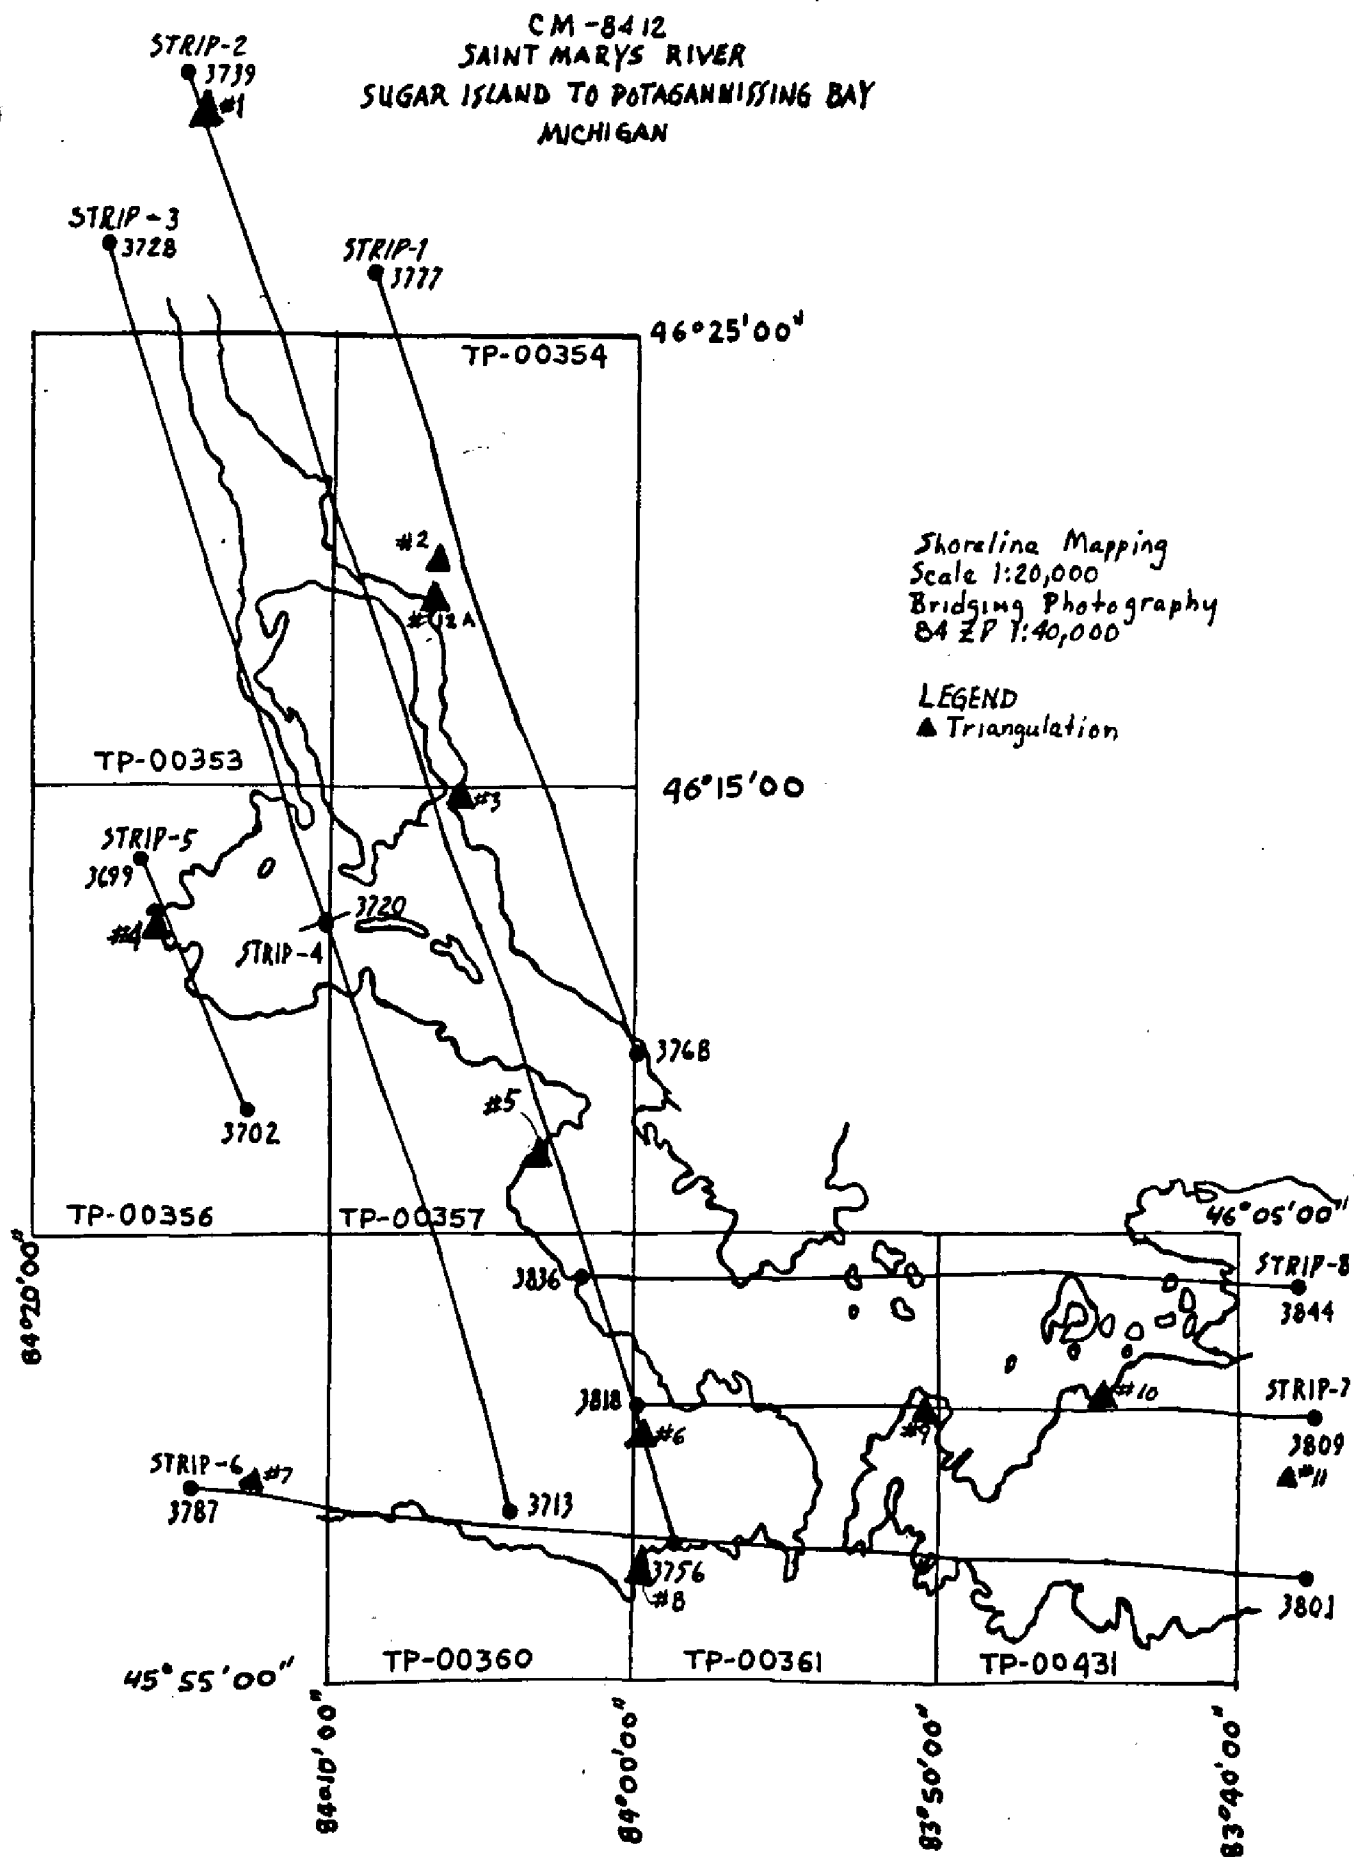 CM-8412
SAINT MARYS RIVER
SUGAR ISLAND TO POTAGANNISSING BAY
MICHIGAN
STRIP-2
3739
#1
STRIP-3
3728
STRIP-1
3777
46°25'00"
TP-00354
#2
#12A
Shoreline Mapping
Scale 1:20,000
Bridging Photography
84 ZP 1:40,000
LEGEND
Triangulation
TP-00353
46°15'00
#3
STRIP-5
3699
#4
3720
STRIP-4
3768
#5
3702
TP-00356
TP-00357
46°05'00"
84°20'00"
3836
STRIP-8
3844
3818
#10
STRIP-7
#6
#9
3809
#11
STRIP-6
#7
3787
3713
3756
#8
3801
TP-00360
TP-00361
TP-00431
45°55'00"
84°10'00"
84°00'00"
83°50'00"
83°40'00"